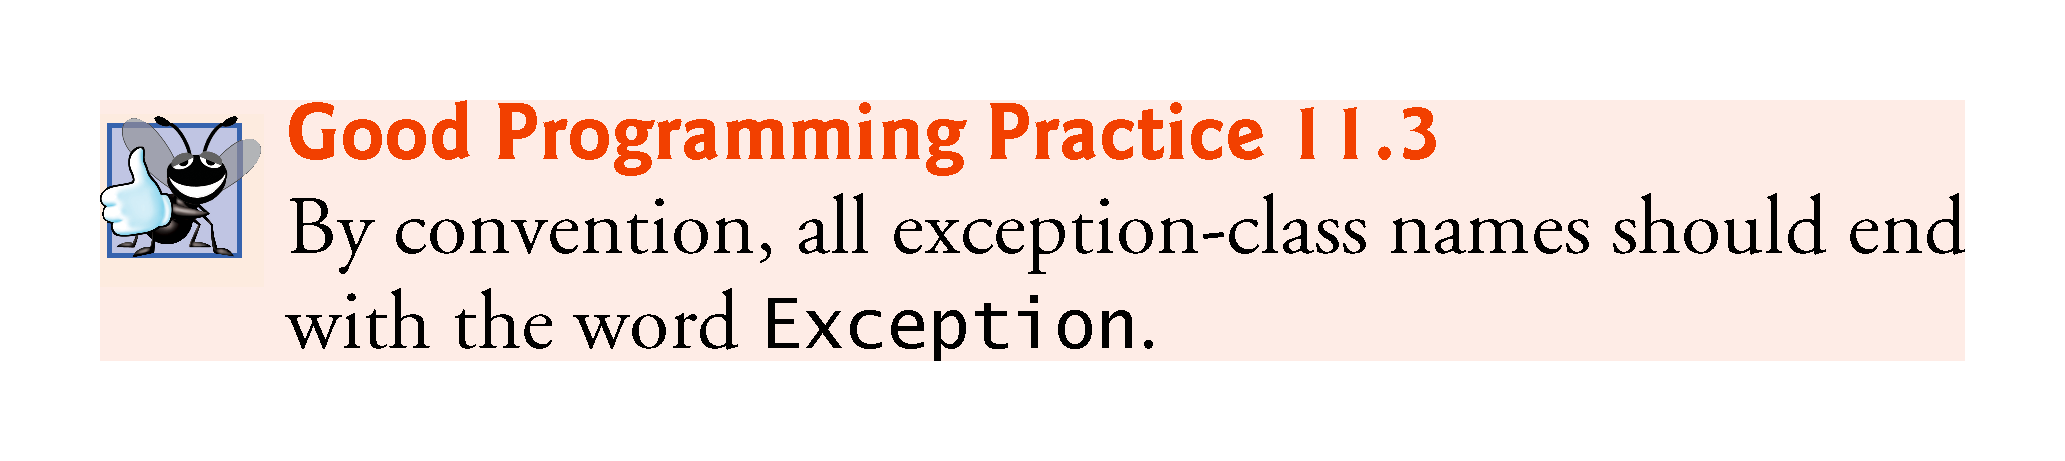 Good Programming Practice 11.3
By convention, all exception-class names should end
with the word Exception.